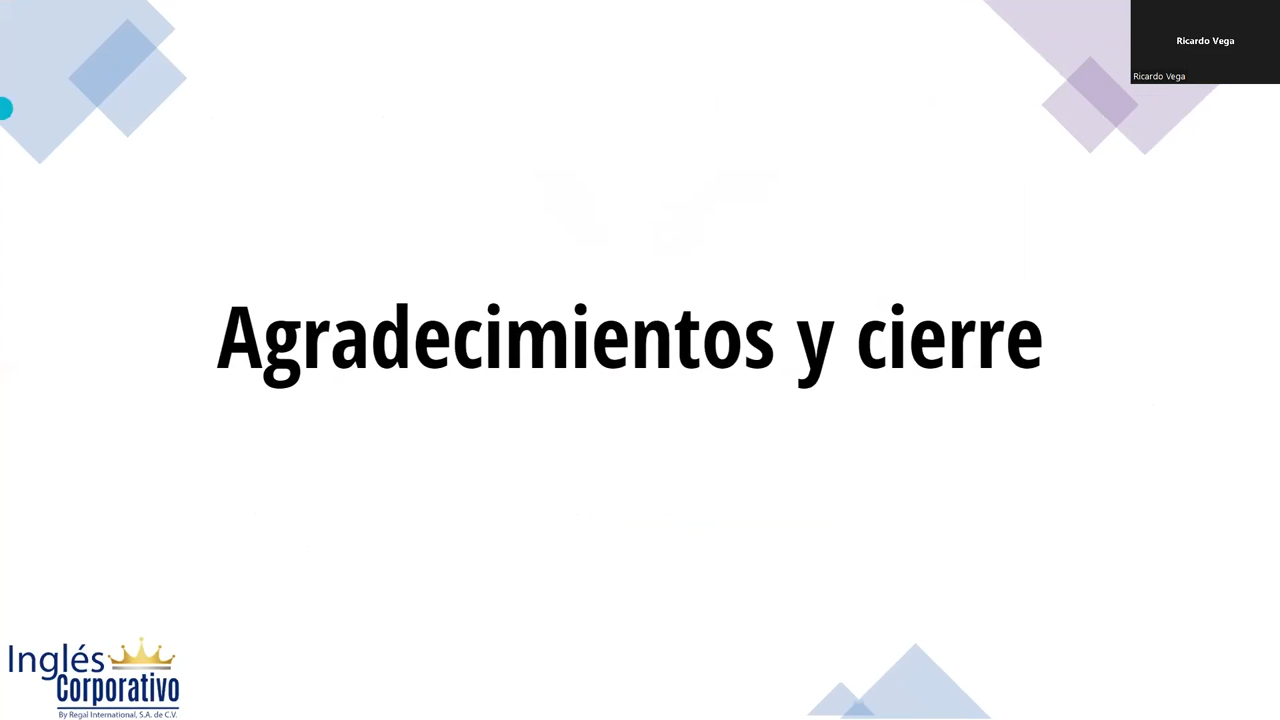 Ricardo Vega
Ricardo Vega
Agradecimientos y cierre
Inglés
Corporativo
By Regal International, S.A. de C.V.